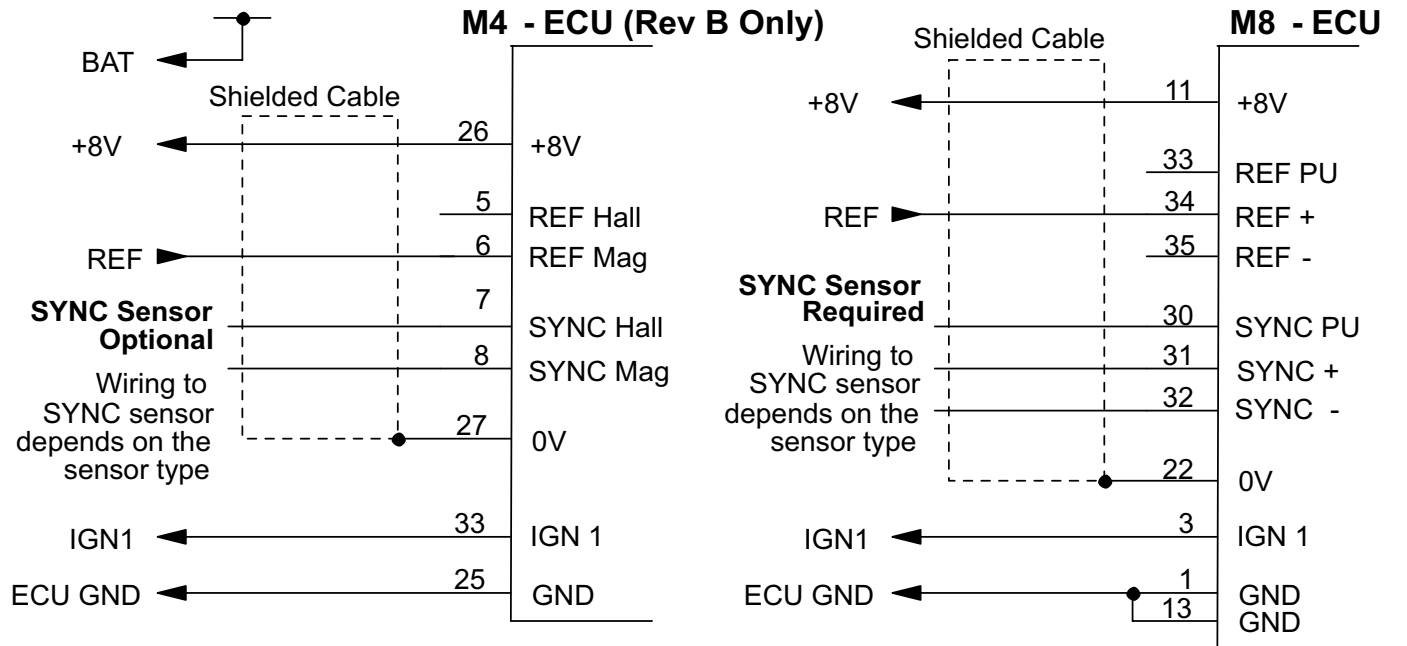 M4 - ECU (Rev B Only)
BAT
Shielded Cable
+8V
26
+8V
5
REF Hall
REF
6
REF Mag
SYNC Sensor
Optional
7
SYNC Hall
8
SYNC Mag
Wiring to
SYNC sensor
depends on the
sensor type
27
0V
IGN1
33
IGN 1
ECU GND
25
GND
M8 - ECU
Shielded Cable
+8V
11
+8V
33
REF PU
REF
34
REF +
35
REF -
SYNC Sensor
Required
30
SYNC PU
31
SYNC +
32
SYNC -
Wiring to
SYNC sensor
depends on the
sensor type
22
0V
IGN1
3
IGN 1
ECU GND
1
GND
13
GND